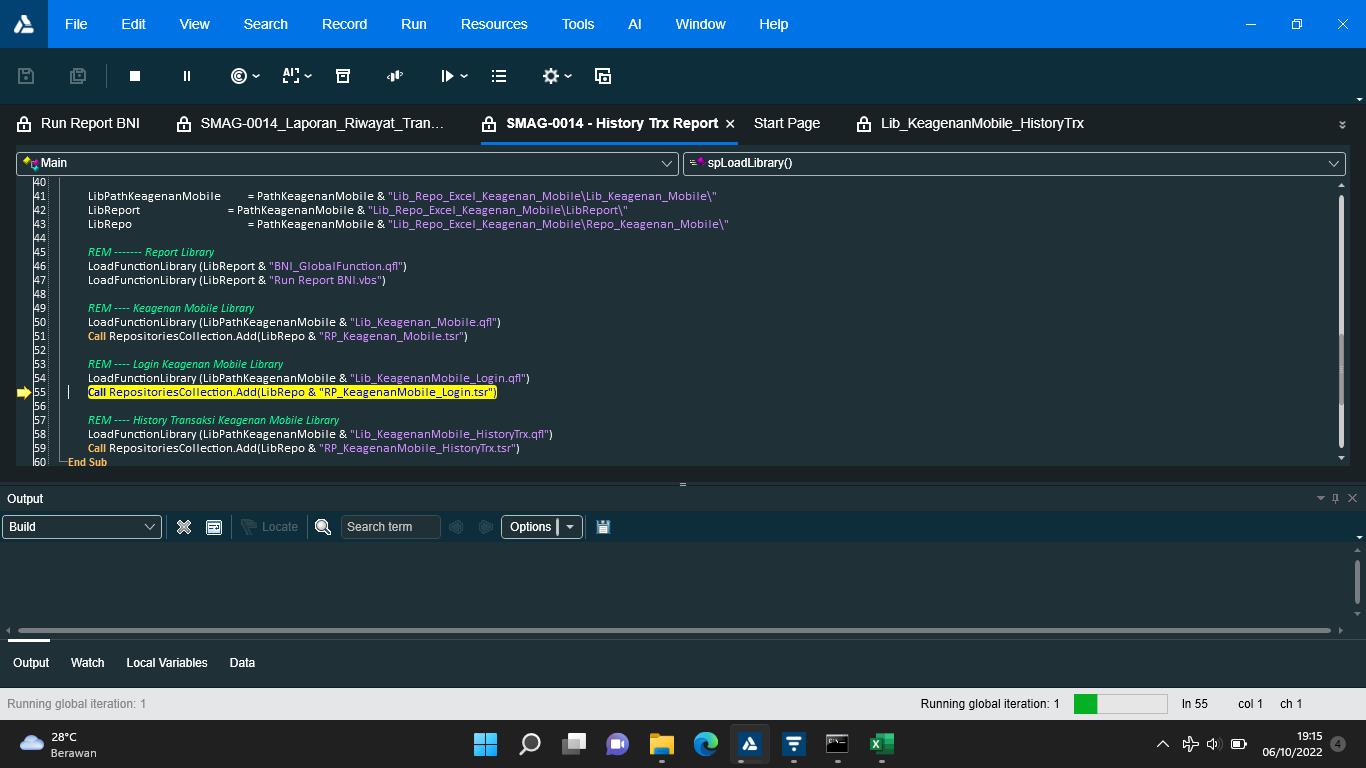 File Edit View Search Record Run Resources Tools AI Window Help
Run Report BNI SMAG-0014_Laporan_Riwayat_Tran... SMAG-0014 - History Trx Report Start Page Lib_KeagenanMobile_HistoryTrx
Main spLoadLibrary()
40
41 LibPathKeagenanMobile = PathKeagenanMobile & "Lib_Repo_Excel_Keagenan_Mobile\Lib_Keagenan_Mobile\"
42 LibReport = PathKeagenanMobile & "Lib_Repo_Excel_Keagenan_Mobile\LibReport\"
43 LibRepo = PathKeagenanMobile & "Lib_Repo_Excel_Keagenan_Mobile\Repo_Keagenan_Mobile\"
44
45 REM ------- Report Library
46 LoadFunctionLibrary (LibReport & "BNI_GlobalFunction.qfl")
47 LoadFunctionLibrary (LibReport & "Run Report BNI.vbs")
48
49 REM ---- Keagenan Mobile Library
50 LoadFunctionLibrary (LibPathKeagenanMobile & "Lib_Keagenan_Mobile.qfl")
51 Call RepositoriesCollection.Add(LibRepo & "RP_Keagenan_Mobile.tsr")
52
53 REM ---- Login Keagenan Mobile Library
54 LoadFunctionLibrary (LibPathKeagenanMobile & "Lib_KeagenanMobile_Login.qfl")
55 Call RepositoriesCollection.Add(LibRepo & "RP_KeagenanMobile_Login.tsr")
56
57 REM ---- History Transaksi Keagenan Mobile Library
58 LoadFunctionLibrary (LibPathKeagenanMobile & "Lib_KeagenanMobile_HistoryTrx.qfl")
59 Call RepositoriesCollection.Add(LibRepo & "RP_KeagenanMobile_HistoryTrx.tsr")
60 End Sub
Output
Build Locate Search term Options
Output Watch Local Variables Data
Running global iteration: 1 Running global iteration: 1 ln 55 col 1 ch 1
28°C 19:15
Berawan 06/10/2022 4